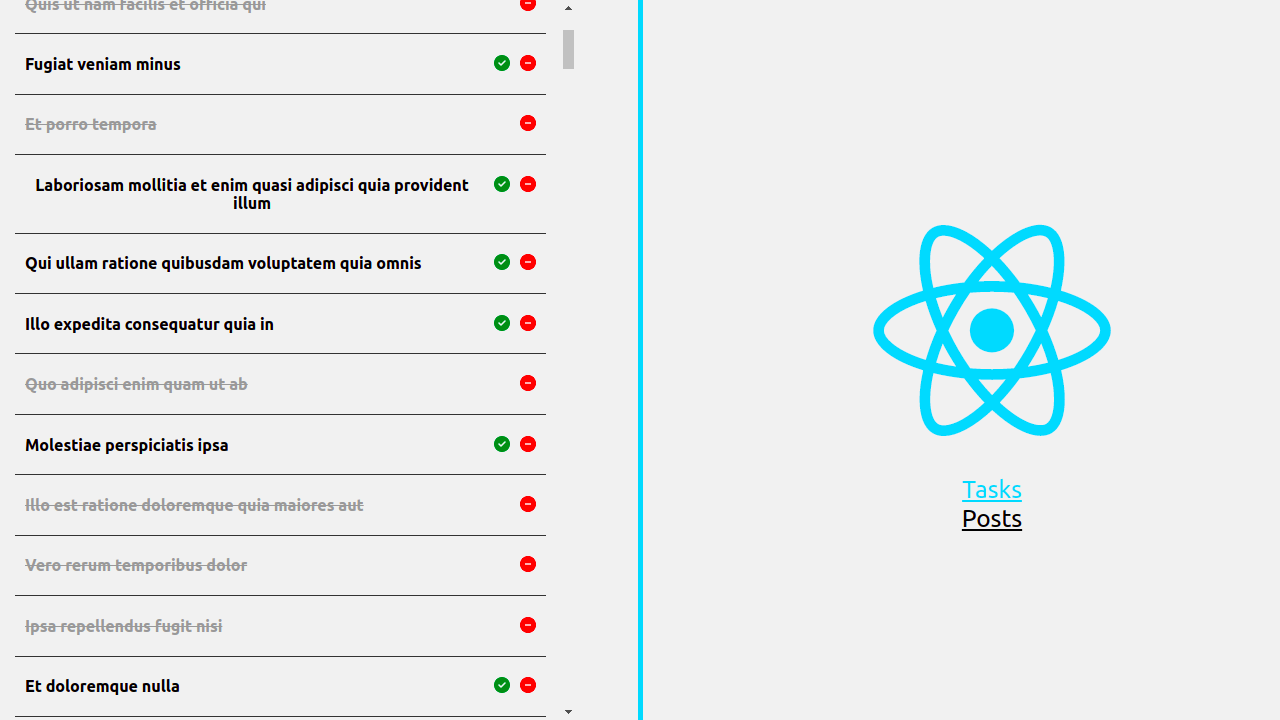 Quis ut nam facilis et officia qui
Fugiat veniam minus
Et porro tempora
Laboriosam mollitia et enim quasi adipisci quia provident
illum
Qui ullam ratione quibusdam voluptatem quia omnis
Illo expedita consequatur quia in
Quo adipisci enim quam ut ab
Molestiae perspiciatis ipsa
Illo est ratione doloremque quia maiores aut
Vero rerum temporibus dolor
Ipsa repellendus fugit nisi
Et doloremque nulla
Tasks
Posts